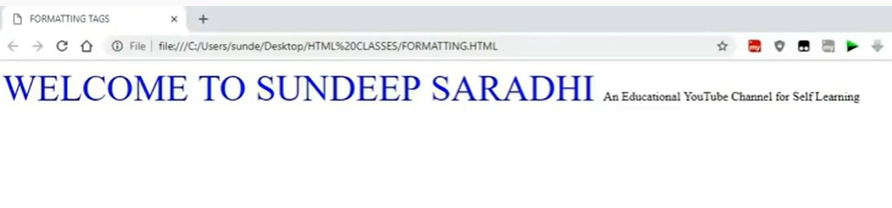 FORMATTING TAGS
File | file:///C:/Users/sunde/Desktop/HTML%20CLASSES/FORMATTING.HTML
WELCOME TO SUNDEEP SARADHI An Educational YouTube Channel for Self Learning